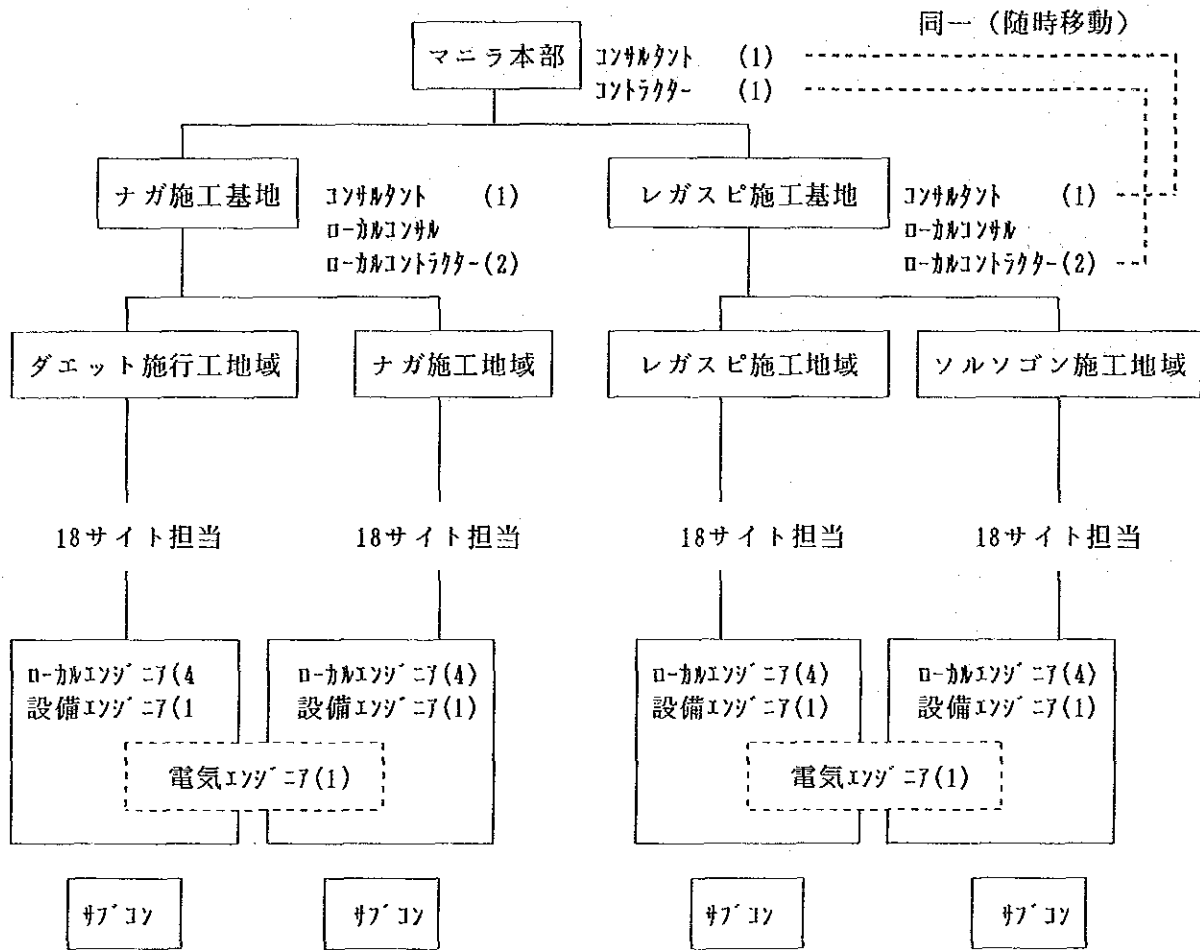 同一（随時移動）
マニラ本部
コンサルタント (1)
コントラクター (1)
ナガ施工基地
コンサルタント (1)
ローカルコンサル
ローカルコントラクター(2)
レガスピ施工基地
コンサルタント (1)
ローカルコンサル
ローカルコントラクター(2)
ダエット施行工地域
ナガ施工地域
レガスピ施工地域
ソルソゴン施工地域
18サイト担当
18サイト担当
18サイト担当
18サイト担当
ローカルエンジニア(4
設備エンジニア(1
ローカルエンジニア(4)
設備エンジニア(1)
電気エンジニア(1)
ローカルエンジニア(4)
設備エンジニア(1)
ローカルエンジニア(4)
設備エンジニア(1)
電気エンジニア(1)
サブコン
サブコン
サブコン
サブコン